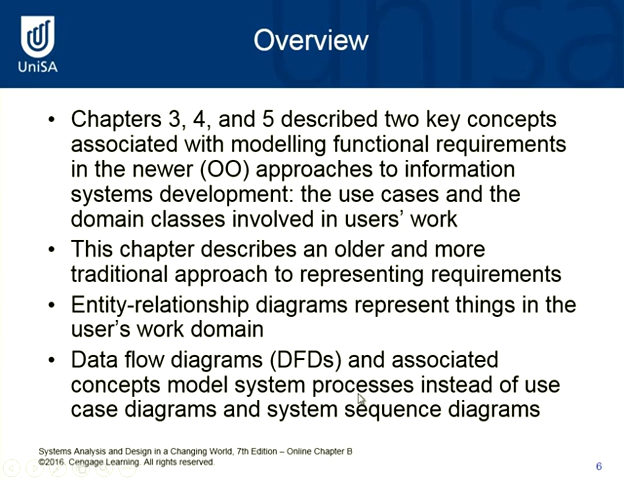 UniSA
Overview
• Chapters 3, 4, and 5 described two key concepts
associated with modelling functional requirements
in the newer (OO) approaches to information
systems development: the use cases and the
domain classes involved in users' work
• This chapter describes an older and more
traditional approach to representing requirements
• Entity-relationship diagrams represent things in the
user's work domain
• Data flow diagrams (DFDs) and associated
concepts model system processes instead of use
case diagrams and system sequence diagrams
Systems Analysis and Design in a Changing World, 7th Edition – Online Chapter B
©2016. Cengage Learning. All rights reserved.
6